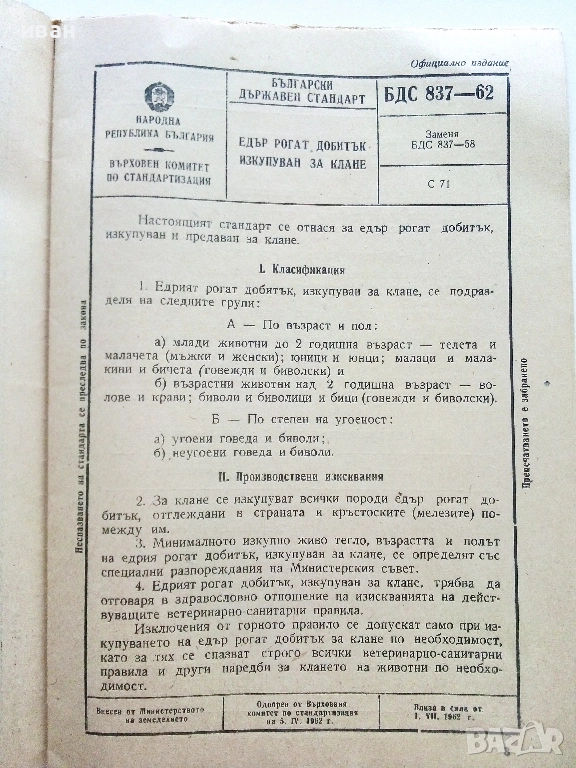 иван
Официално издание
НАРОДНА
РЕПУБЛИКА БЪЛГАРИЯ
ВЪРХОВЕН КОМИТЕТ
ПО СТАНДАРТИЗАЦИЯ
БЪЛГАРСКИ
ДЪРЖАВЕН СТАНДАРТ
ЕДЪР РОГАТ ДОБИТЪК
ИЗКУПУВАН ЗА КЛАНЕ
БДС 837—62
Заменя
БДС 837—58
С 71
Настоящият стандарт се отнася за едър рогат добитък,
изкупуван и предаван за клане.
I. Класификация
1. Едрият рогат добитък, изкупуван за клане, се подраз-
деля на следните групи:
А — По възраст и пол:
а) млади животни до 2 годишна възраст — телета и
малачета (мъжки и женски); юници и юнци; малаци и мала-
кини и бичета (говежди и биволски) и
б) възрастни животни над 2 годишна възраст — во-
лове и крави; биволи и биволици и бици (говежди и биволски).
Б — По степен на угоеност:
а) угоени говеда и биволи;
б) неугоени говеда и биволи.
II. Производствени изисквания
2. За клане се изкупуват всички породи едър рогат до-
битък, отглеждани в страната и кръстоските (мелезите) по-
между им.
3. Минималното изкупно живо тегло, възрастта и полът
на едрия рогат добитък, изкупуван за клане, се определят със
специални разпореждания на Министерския съвет.
4. Едрият рогат добитък, изкупуван за клане, трябва да
отговаря в здравословно отношение на изискванията на дейст-
вуващите ветеринарно-санитарни правила.
Изключения от горното правило се допускат само при из-
купуването на едър рогат добитък за клане по необходимост,
като за тях се спазват строго всички ветеринарно-санитарни
правила и други наредби за клането на животни по необхо-
димост.
Внесен от Министерството
на земеделието
Одобрен от Върховния
комитет по стандартизация
на 5. IV. 1962 г.
Влиза в сила от
1. VII. 1962 г.
Неспазването на стандарта се преследва по закона
Препечатването е забранено
BAZAR